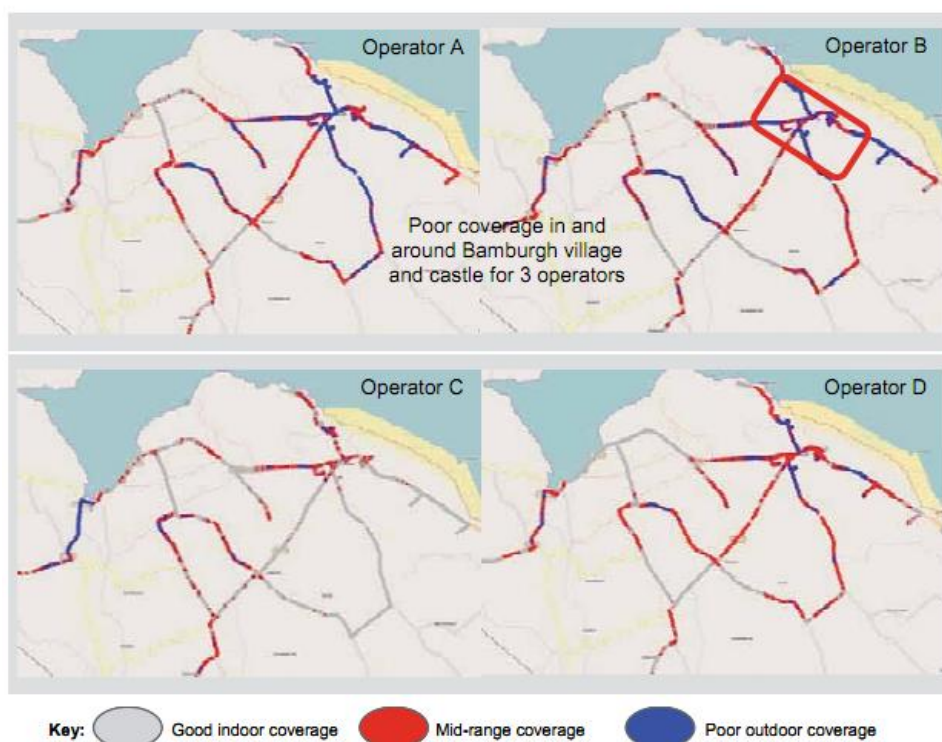 Operator A
Operator B
Poor coverage in and
around Bamburgh village
and castle for 3 operators
Operator C
Operator D
Key: Good indoor coverage Mid-range coverage Poor outdoor coverage